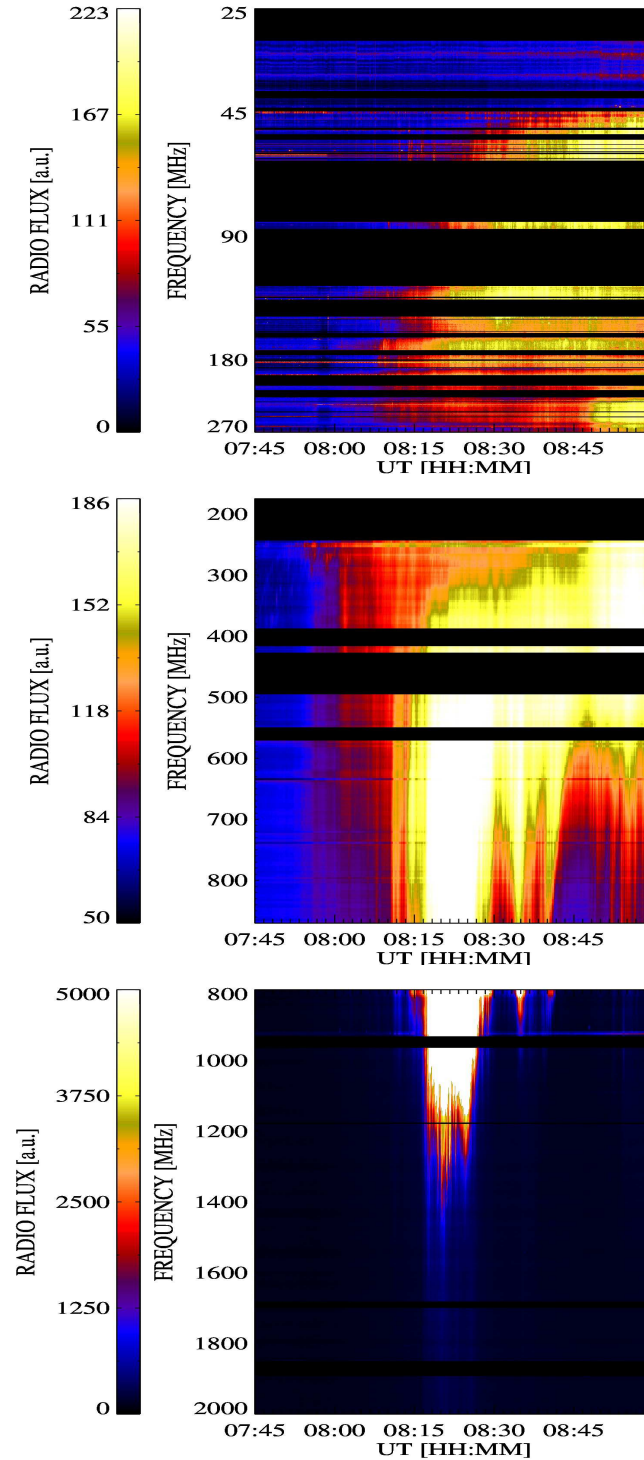 223
167
111
55
0
RADIO FLUX [a.u.]
FREQUENCY [MHz]
25
45
90
180
270
07:45 08:00 08:15 08:30 08:45
UT [HH:MM]
186
152
118
84
50
RADIO FLUX [a.u.]
FREQUENCY [MHz]
200
300
400
500
600
700
800
07:45 08:00 08:15 08:30 08:45
UT [HH:MM]
5000
3750
2500
1250
0
RADIO FLUX [a.u.]
FREQUENCY [MHz]
800
1000
1200
1400
1600
1800
2000
07:45 08:00 08:15 08:30 08:45
UT [HH:MM]